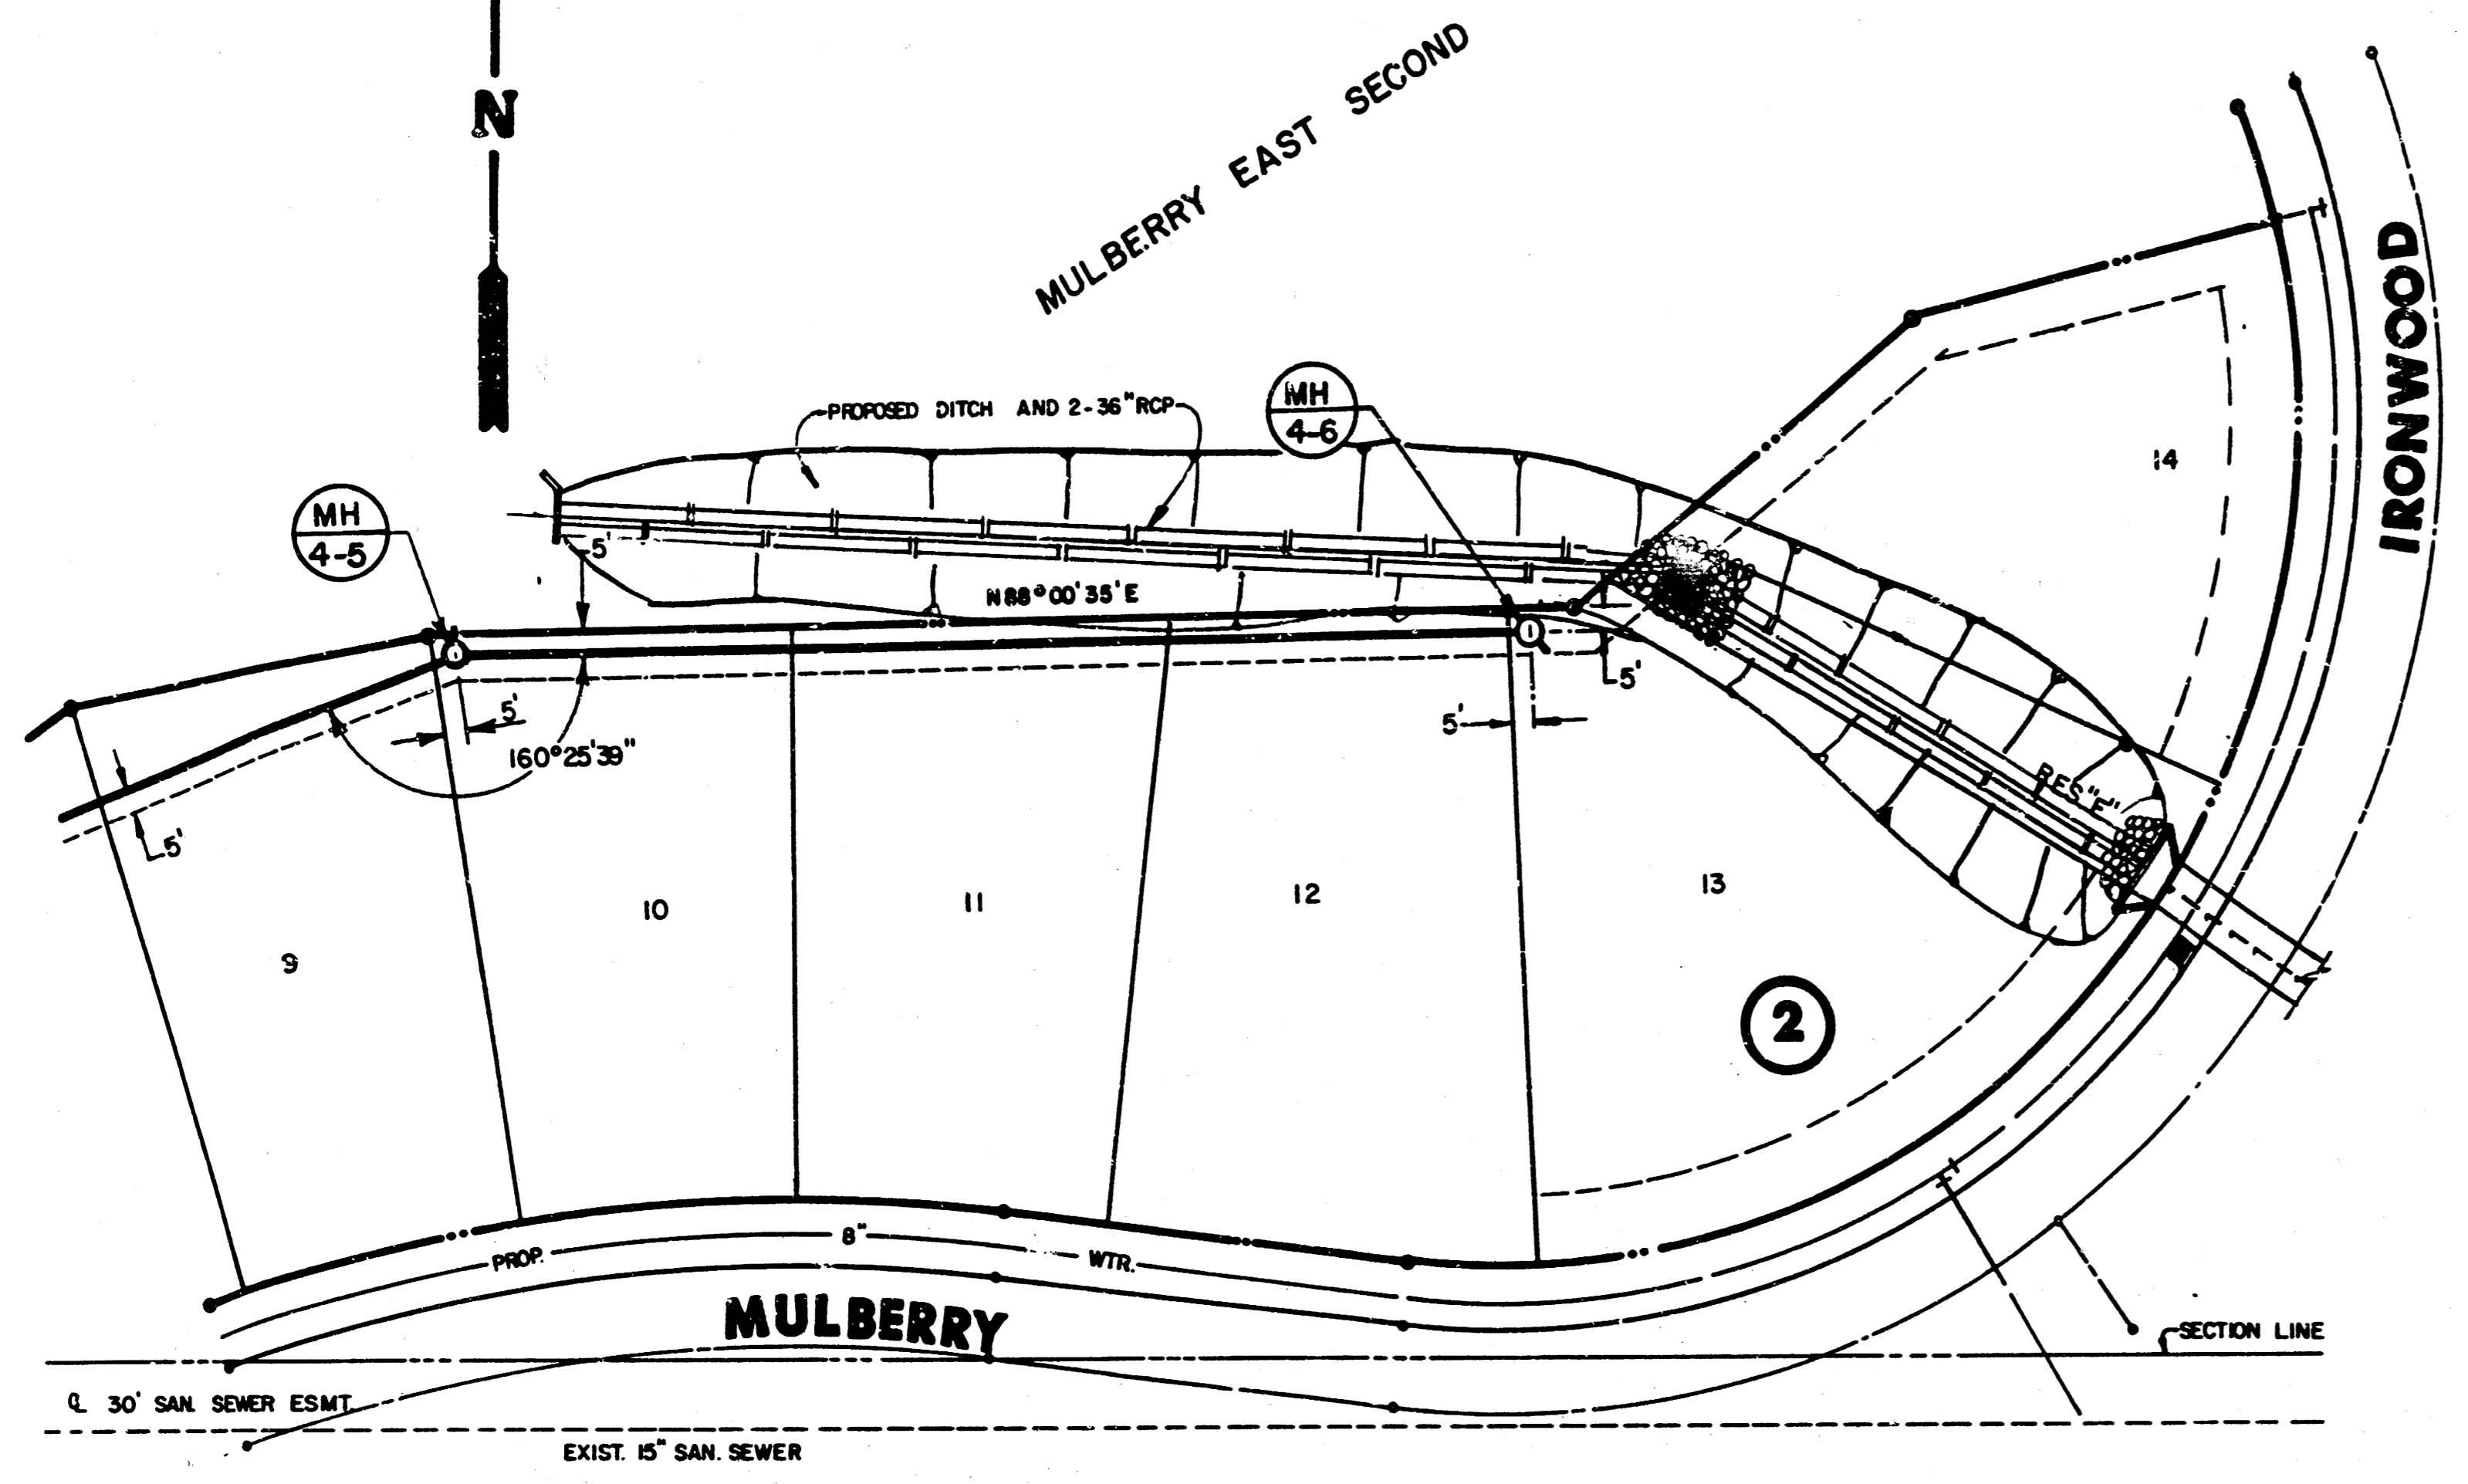 N
MULBERRY EAST SECOND
IRONWOOD
PROPOSED DITCH AND 2-36" RCP
MH
4-6
14
MH
4-5
5'
N 88° 00' 35" E
5'
5'
5'
160° 25' 39"
5'
RES "E"
9
10
11
12
13
2
PROP. 8" WTR.
MULBERRY
SECTION LINE
℄ 30' SAN. SEWER ESMT.
EXIST. 15" SAN. SEWER